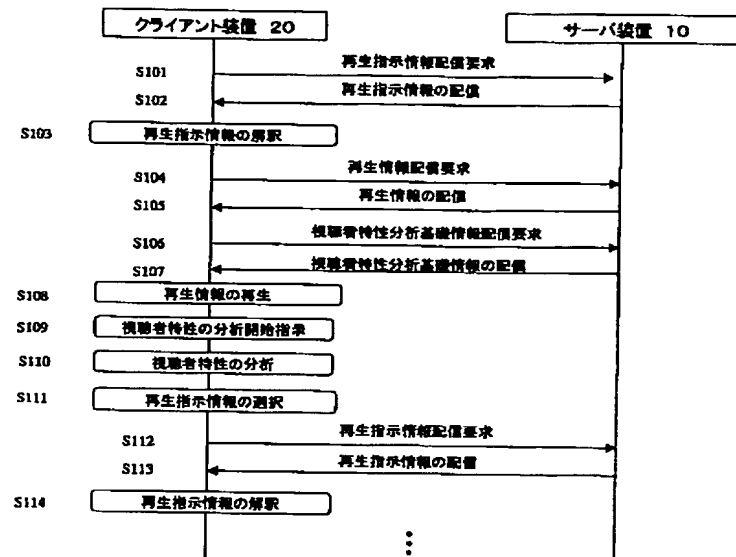 クライアント装置 20
サーバ装置 10
S101
再生指示情報配信要求
S102
再生指示情報の配信
S103
再生指示情報の解釈
S104
再生情報配信要求
S105
再生情報の配信
S106
視聴者特性分析基礎情報配信要求
S107
視聴者特性分析基礎情報の配信
S108
再生情報の再生
S109
視聴者特性の分析開始指示
S110
視聴者特性の分析
S111
再生指示情報の選択
S112
再生指示情報配信要求
S113
再生指示情報の配信
S114
再生指示情報の解釈